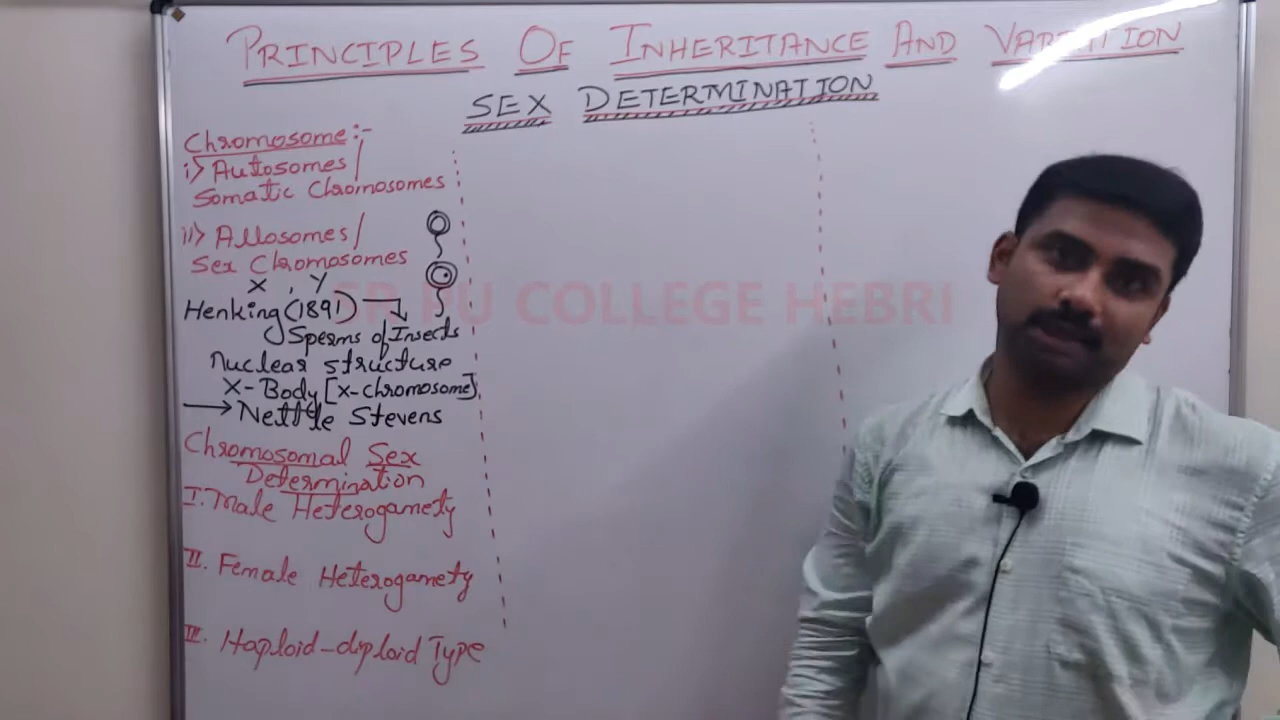 PRINCIPLES OF INHERITANCE AND VARIATION
SEX DETERMINATION
Chromosome:-
i) Autosomes/
Somatic Chromosomes
ii) Allosomes/
Sex Chromosomes
X , Y
Henking (1891)
Sperms of Insects
Nuclear structure
X-Body [X-chromosome]
Nettie Stevens
Chromosomal Sex
Determination
I. Male Heterogamety
II. Female Heterogamety
III. Haploid-diploid Type
SR PU COLLEGE HEBRI